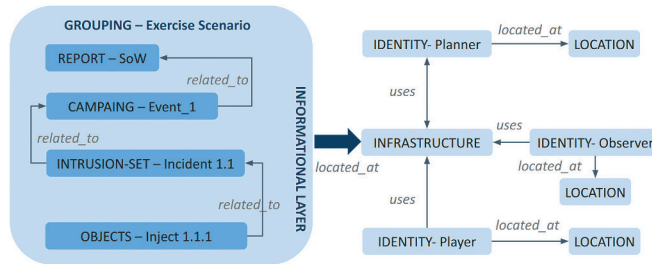 GROUPING – Exercise Scenario
REPORT – SoW
related_to
CAMPAING – Event_1
related_to
INTRUSION-SET – Incident 1.1
related_to
OBJECTS – Inject 1.1.1
INFORMATIONAL LAYER
located_at
IDENTITY- Planner
located_at
LOCATION
uses
INFRASTRUCTURE
uses
IDENTITY- Observer
located_at
LOCATION
uses
IDENTITY- Player
located_at
LOCATION